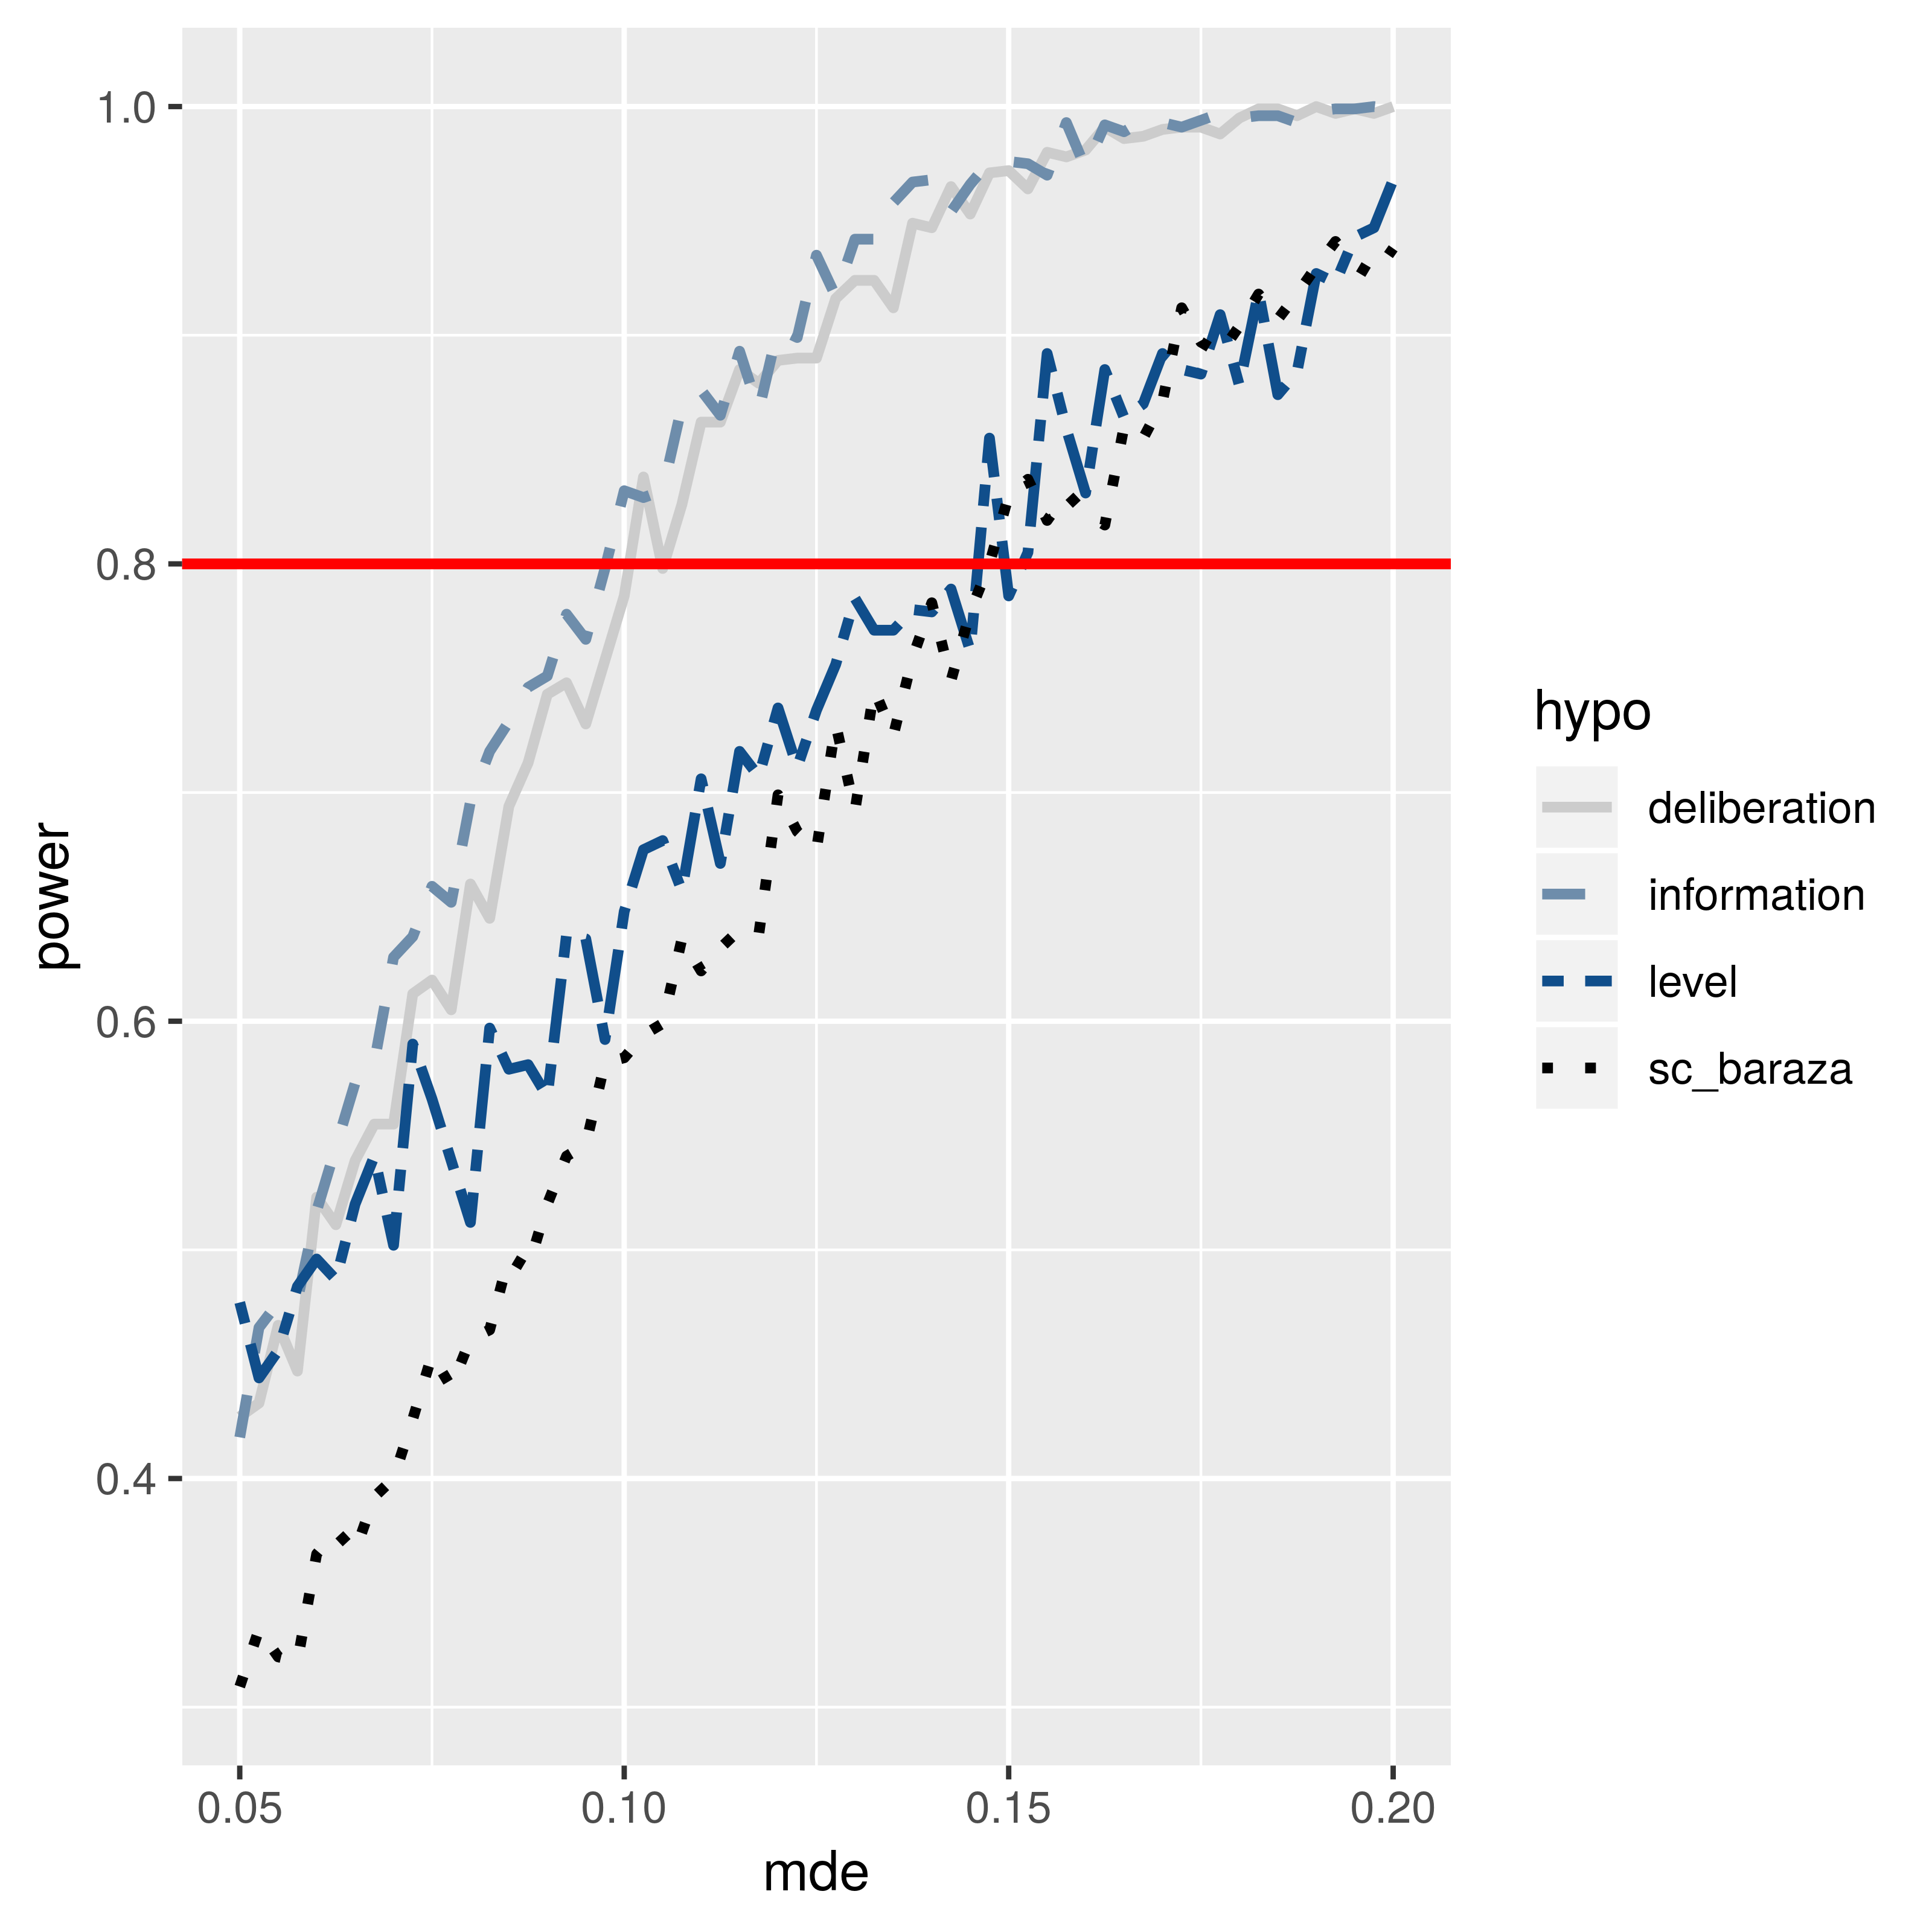 1.0
0.8
0.6
0.4
power
0.05 0.10 0.15 0.20
mde
hypo
deliberation
information
level
sc_baraza